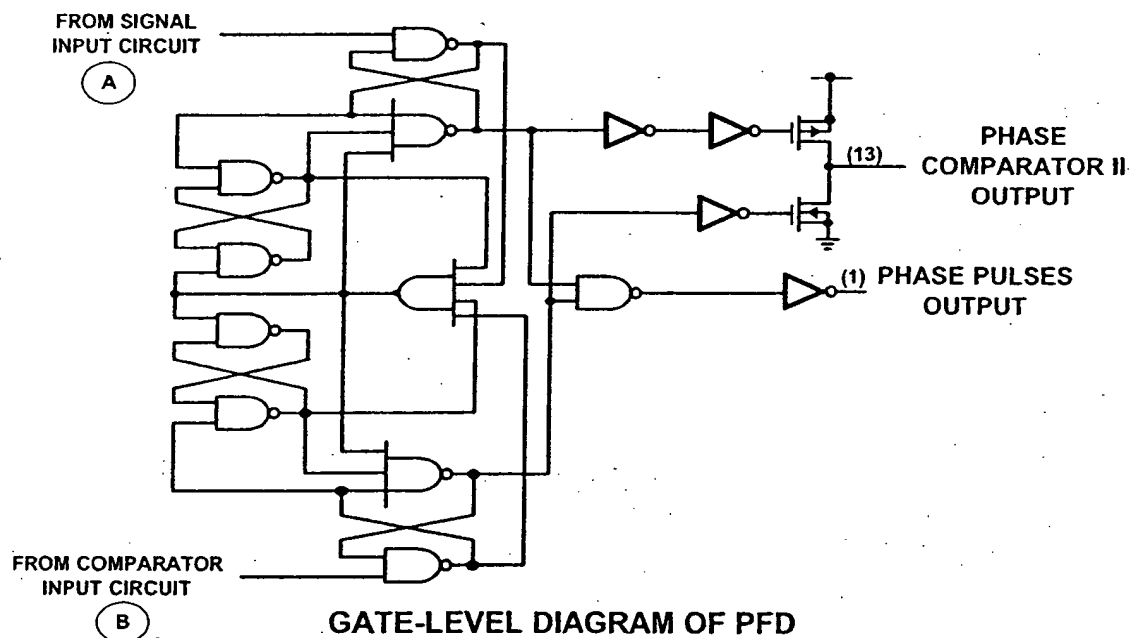 FROM SIGNAL
INPUT CIRCUIT
A
(13)
PHASE
COMPARATOR II
OUTPUT
(1)
PHASE PULSES
OUTPUT
FROM COMPARATOR
INPUT CIRCUIT
B
GATE-LEVEL DIAGRAM OF PFD